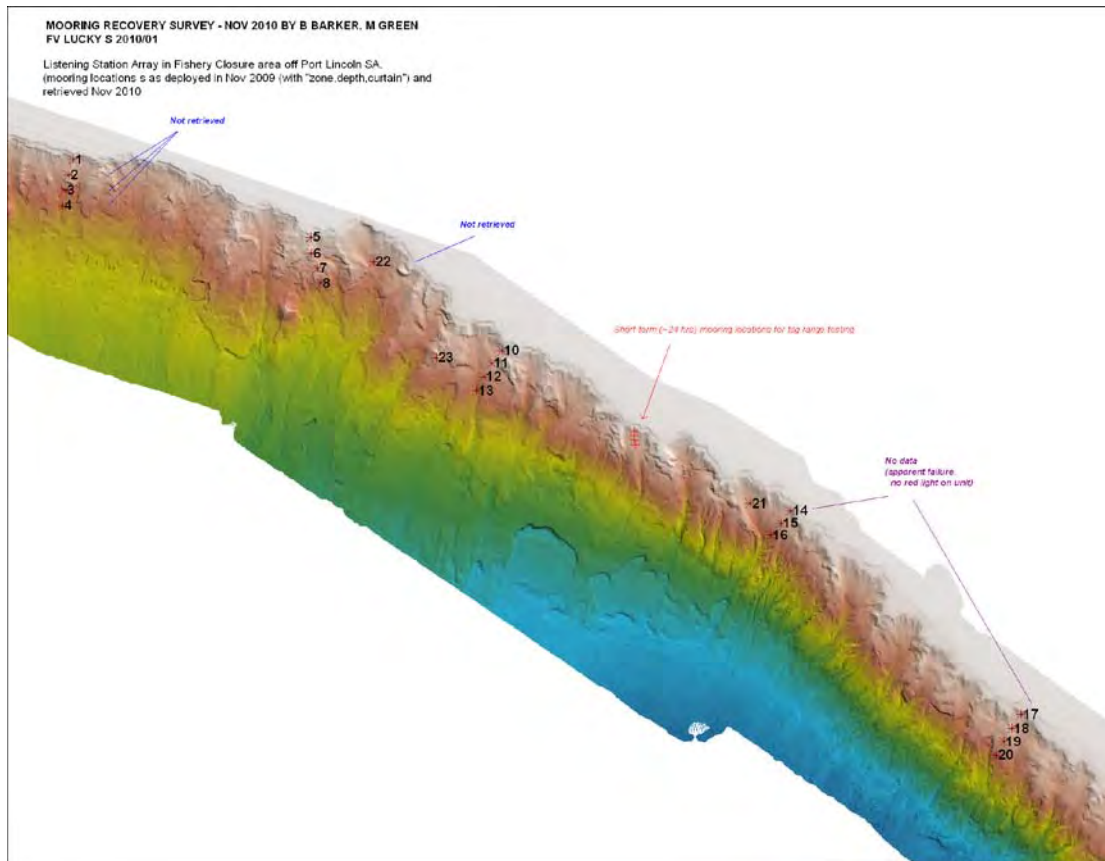 MOORING RECOVERY SURVEY - NOV 2010 BY B BARKER, M GREEN
FV LUCKY S 2010/01
Listening Station Array in Fishery Closure area off Port Lincoln SA.
(mooring locations s as deployed in Nov 2009 (with "zone,depth,curtain") and
retrieved Nov 2010
Not retrieved
1
2
3
4
5
6
7
8
22
Not retrieved
Short term (~24 hrs) mooring locations for tag range testing
10
11
12
13
23
No data
(apparent failure,
no red light on unit)
21
14
15
16
17
18
19
20